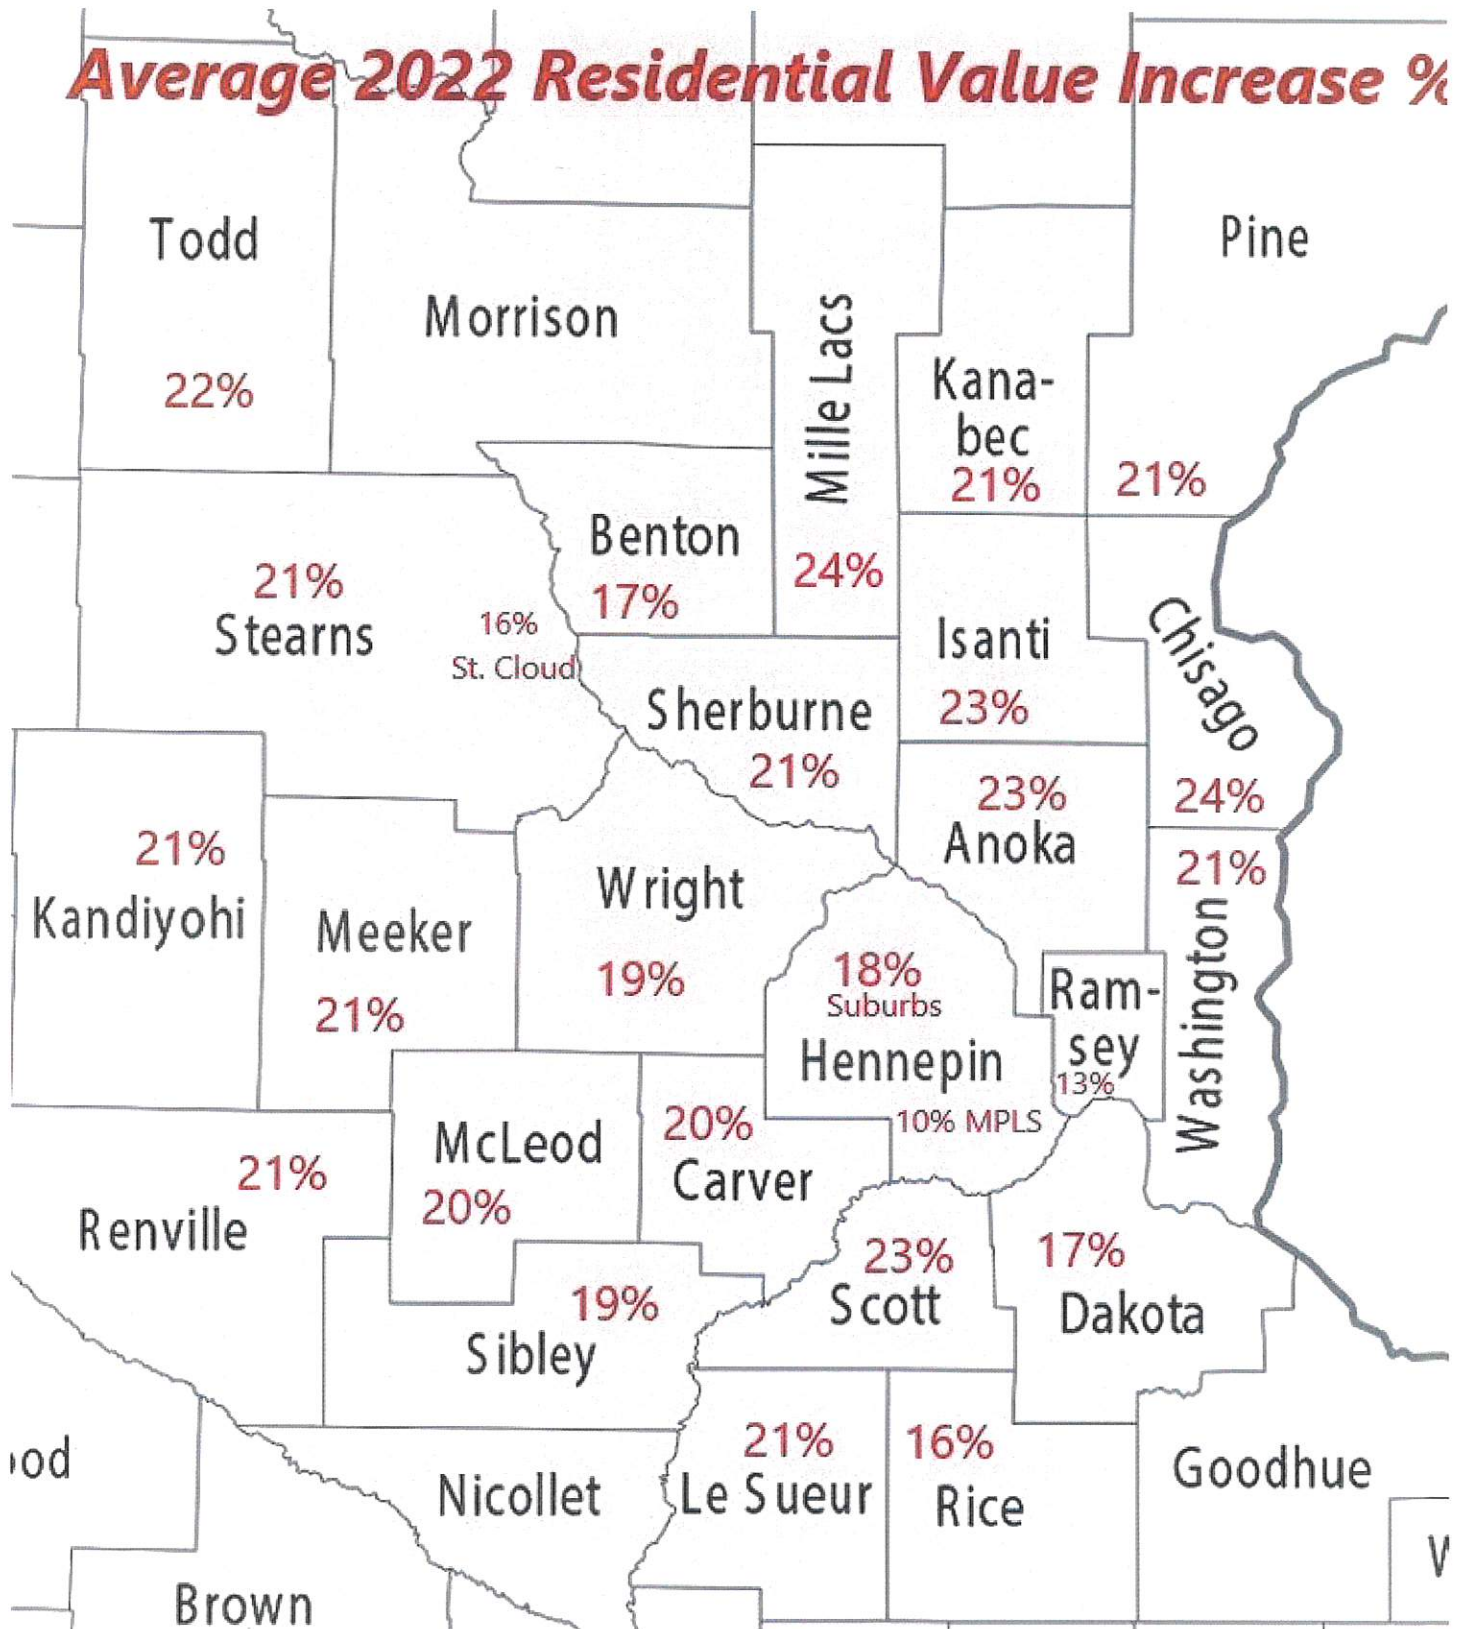 Average 2022 Residential Value Increase %
Todd
22%
Morrison
Mille Lacs
24%
Kana-
bec
21%
Pine
21%
Benton
17%
21%
Stearns
16%
St. Cloud
Sherburne
21%
Isanti
23%
Chisago
24%
21%
Kandiyohi
Meeker
21%
Wright
19%
23%
Anoka
21%
Washington
18%
Suburbs
Hennepin
10% MPLS
Ram-
sey
13%
21%
Renville
McLeod
20%
20%
Carver
19%
Sibley
23%
Scott
17%
Dakota
ood
Nicollet
21%
Le Sueur
16%
Rice
Goodhue
Brown